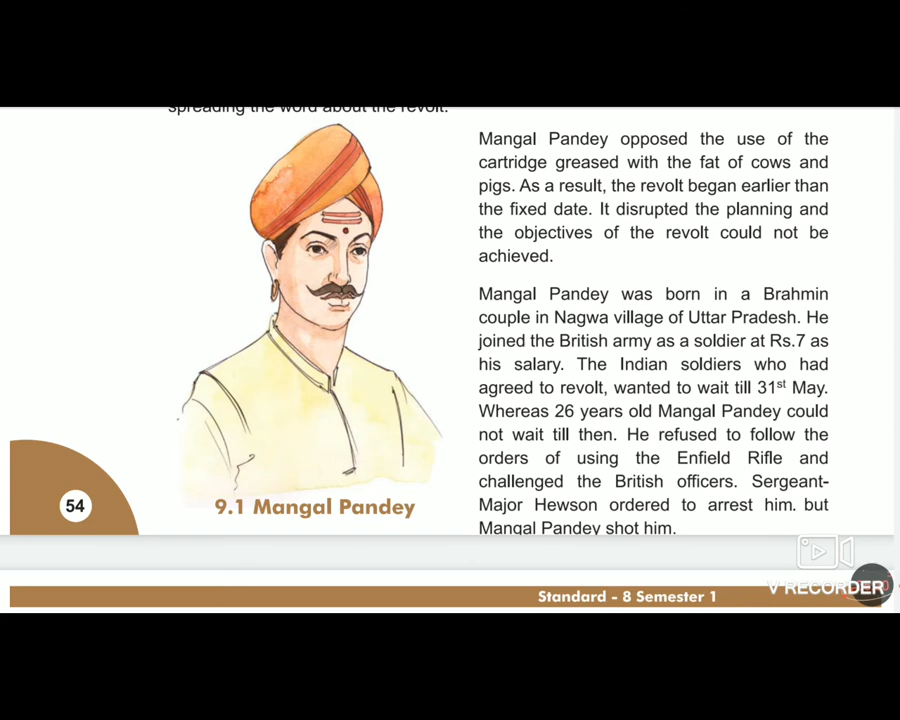 spreading the word about the revolt.
Mangal Pandey opposed the use of the
cartridge greased with the fat of cows and
pigs. As a result, the revolt began earlier than
the fixed date. It disrupted the planning and
the objectives of the revolt could not be
achieved.
Mangal Pandey was born in a Brahmin
couple in Nagwa village of Uttar Pradesh. He
joined the British army as a soldier at Rs.7 as
his salary. The Indian soldiers who had
agreed to revolt, wanted to wait till 31st May.
Whereas 26 years old Mangal Pandey could
not wait till then. He refused to follow the
orders of using the Enfield Rifle and
challenged the British officers. Sergeant-
Major Hewson ordered to arrest him. but
Mangal Pandey shot him.
9.1 Mangal Pandey
54
V RECORDER
Standard - 8 Semester 1